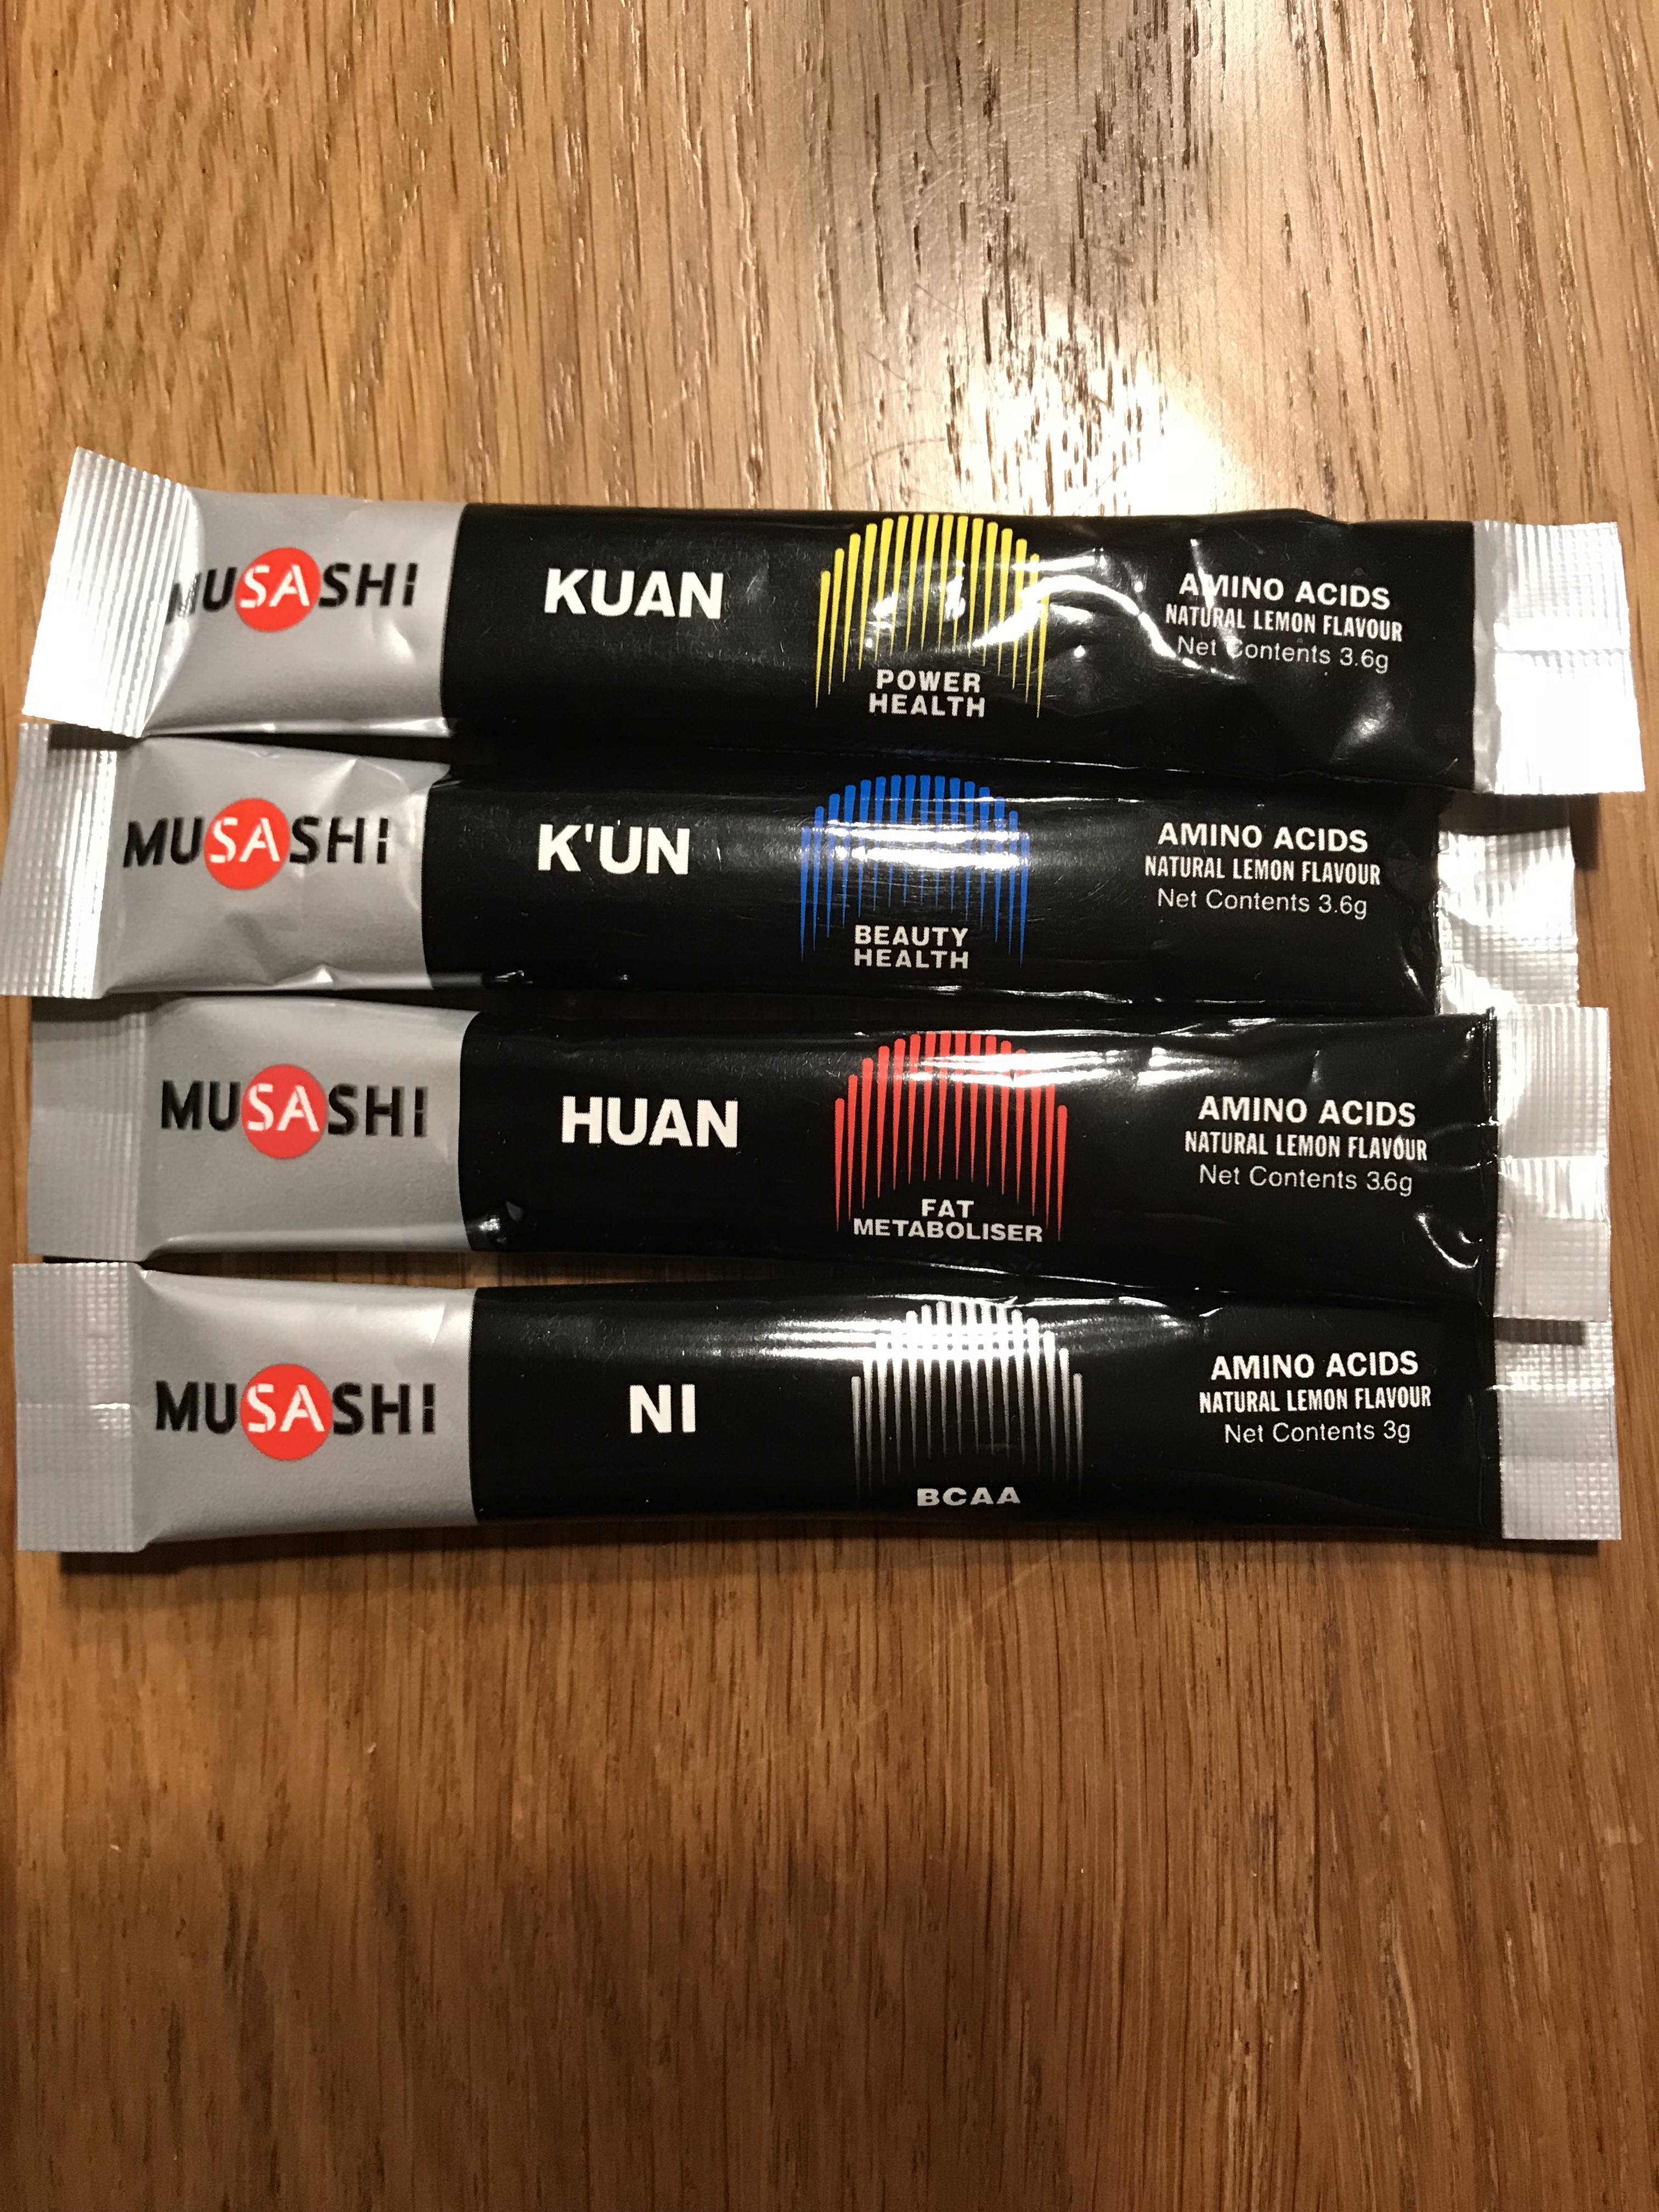 MUSASHI
KUAN
POWER
HEALTH
AMINO ACIDS
NATURAL LEMON FLAVOUR
Net Contents 3.6g
MUSASHI
K'UN
BEAUTY
HEALTH
AMINO ACIDS
NATURAL LEMON FLAVOUR
Net Contents 3.6g
MUSASHI
HUAN
FAT
METABOLISER
AMINO ACIDS
NATURAL LEMON FLAVOUR
Net Contents 3.6g
MUSASHI
NI
BCAA
AMINO ACIDS
NATURAL LEMON FLAVOUR
Net Contents 3g